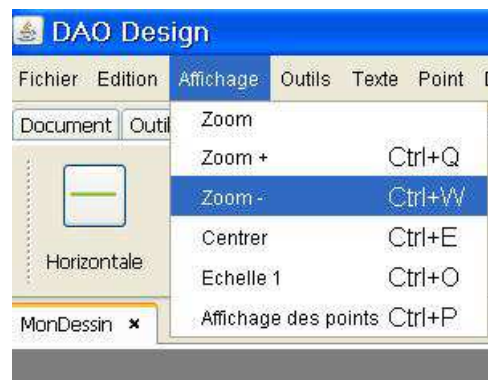 DAO Design
Fichier Edition Affichage Outils Texte Point
Document Outil
Zoom
Zoom + Ctrl+Q
Zoom - Ctrl+W
Centrer Ctrl+E
Echelle 1 Ctrl+O
Affichage des points Ctrl+P
Horizontale
MonDessin ×